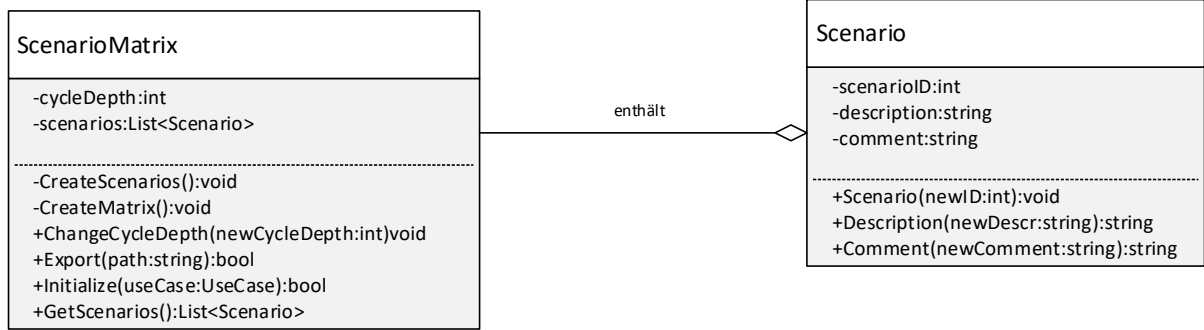 ScenarioMatrix
-cycleDepth:int
-scenarios:List<Scenario>
-CreateScenarios():void
-CreateMatrix():void
+ChangeCycleDepth(newCycleDepth:int)void
+Export(path:string):bool
+Initialize(useCase:UseCase):bool
+GetScenarios():List<Scenario>
enthält
Scenario
-scenarioID:int
-description:string
-comment:string
+Scenario(newID:int):void
+Description(newDescr:string):string
+Comment(newComment:string):string